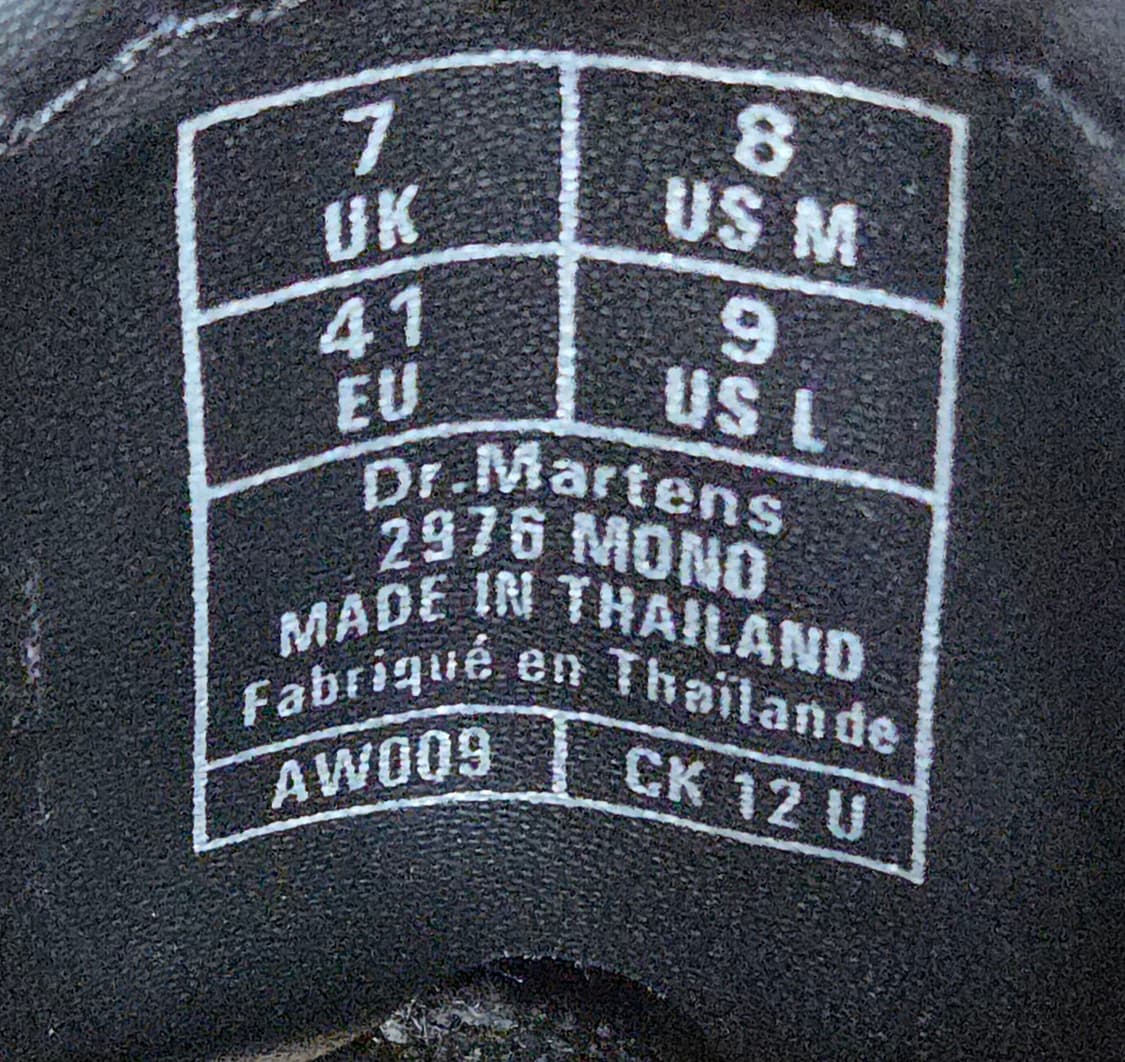 7
UK
8
US M
41
EU
9
US L
Dr.Martens
2976 MONO
MADE IN THAILAND
Fabriqué en Thaïlande
AW009
CK 12 U